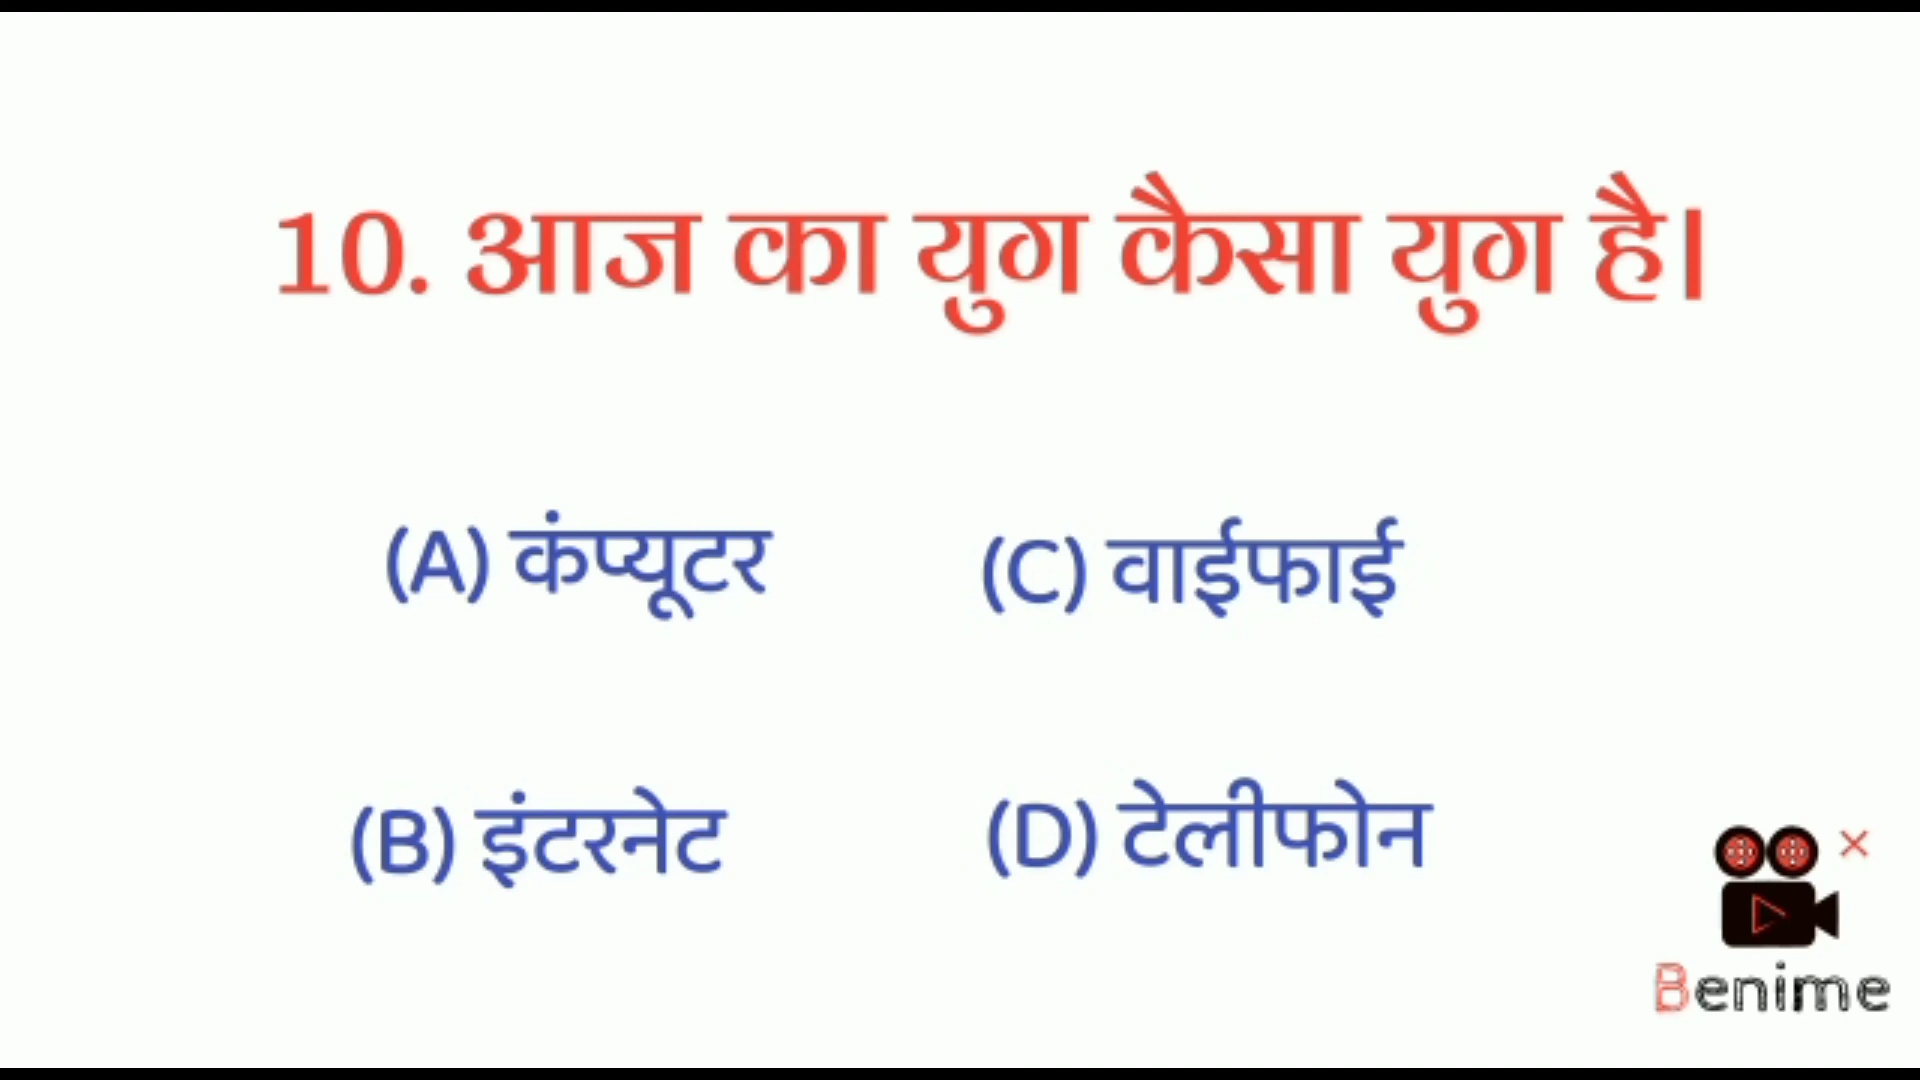 10. आज का युग कैसा युग है।
(A) कंप्यूटर
(C) वाईफाई
(B) इंटरनेट
(D) टेलीफोन
Benime